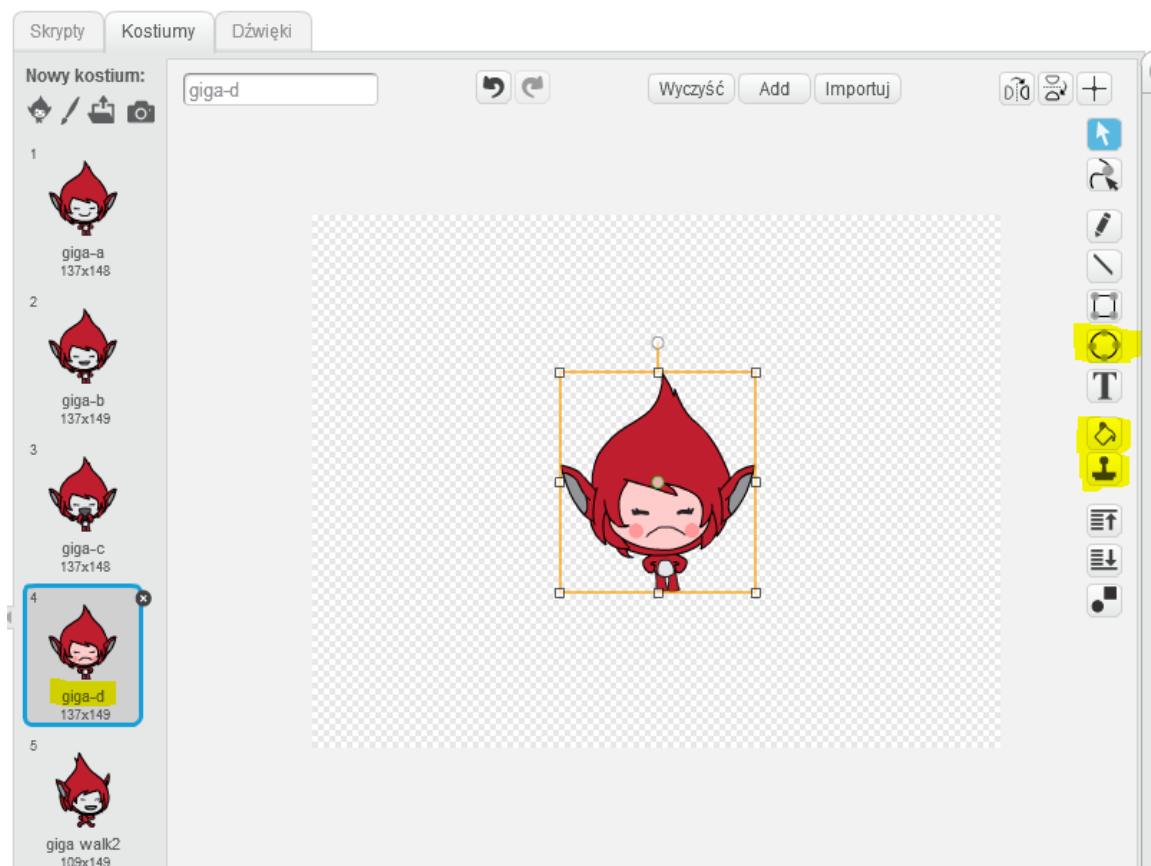 Skrypty Kostiumy Dźwięki
Nowy kostium:
giga-d
Wyczyść Add Importuj
1
giga-a
137x148
2
giga-b
137x149
3
giga-c
137x148
4
giga-d
137x149
5
giga walk2
109x149
T